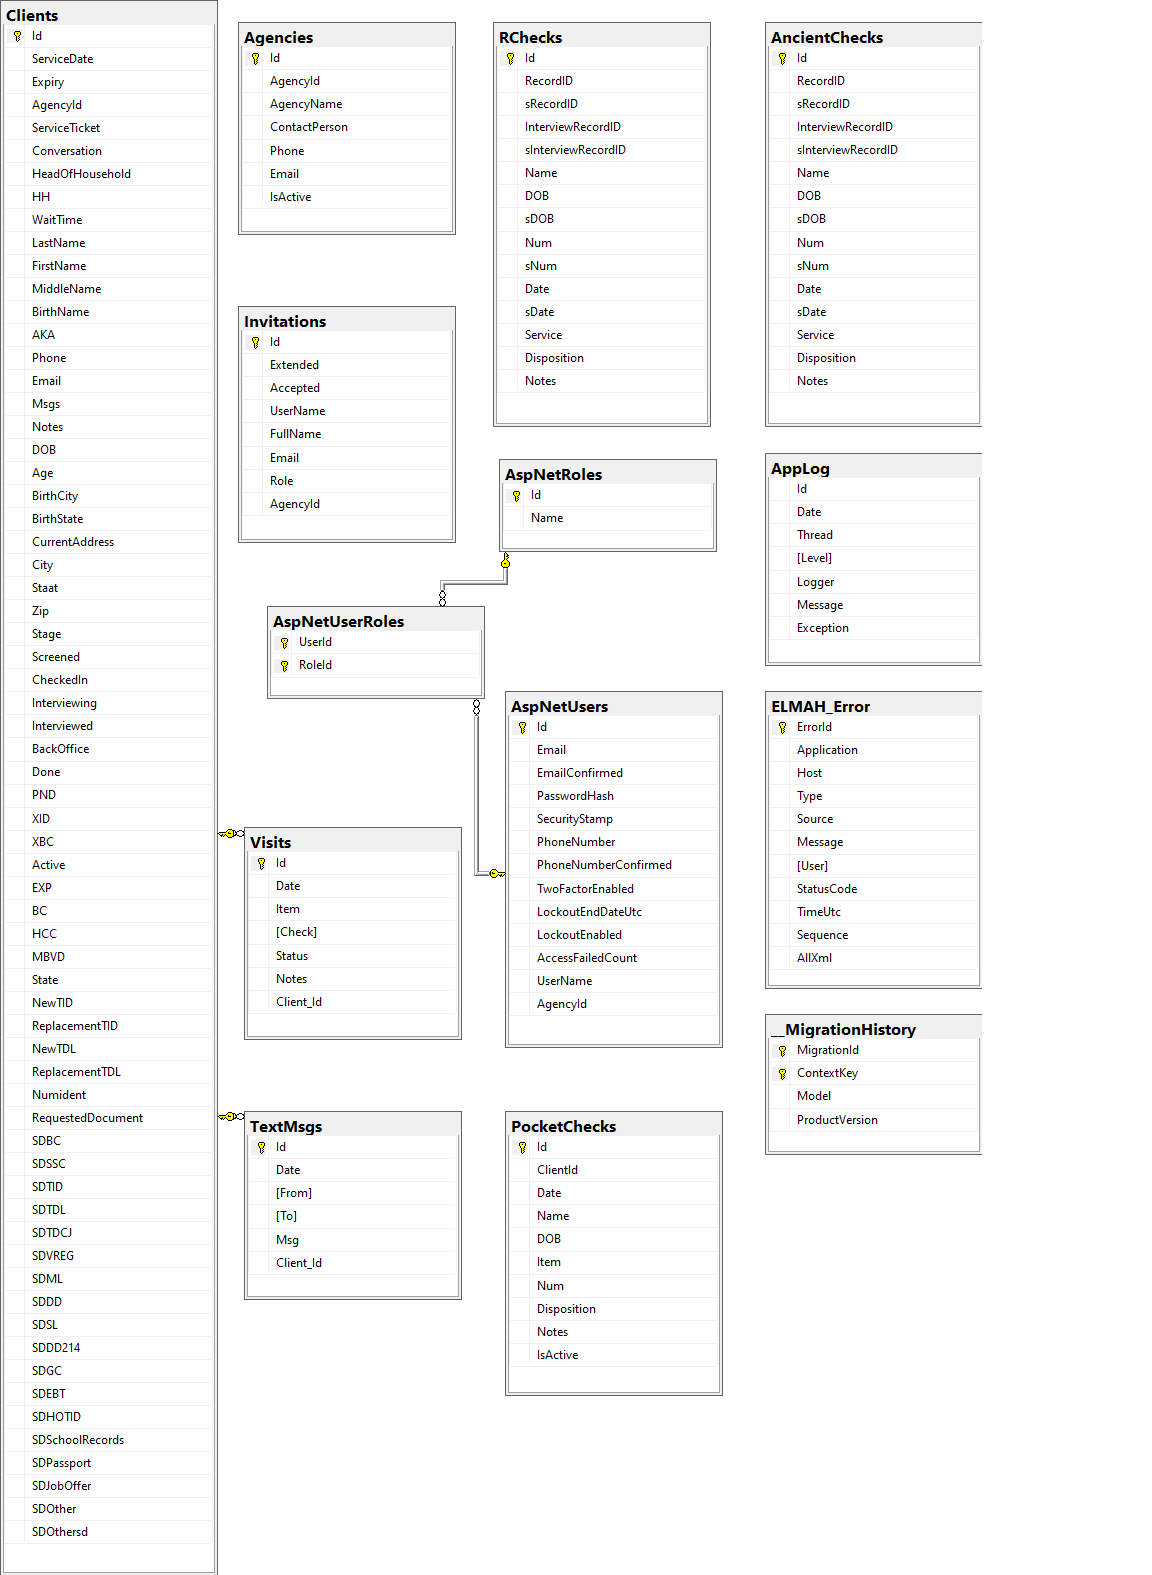 Clients
Id
ServiceDate
Expiry
AgencyId
ServiceTicket
Conversation
HeadOfHousehold
HH
WaitTime
LastName
FirstName
MiddleName
BirthName
AKA
Phone
Email
Msgs
Notes
DOB
Age
BirthCity
BirthState
CurrentAddress
City
Staat
Zip
Stage
Screened
CheckedIn
Interviewing
Interviewed
BackOffice
Done
PND
XID
XBC
Active
EXP
BC
HCC
MBVD
State
NewTID
ReplacementTID
NewTDL
ReplacementTDL
Numident
RequestedDocument
SDBC
SDSSC
SDTID
SDTDL
SDTDCJ
SDVREG
SDML
SDDD
SDSL
SDDD214
SDGC
SDEBT
SDHOTID
SDSchoolRecords
SDPassport
SDJobOffer
SDOther
SDOthersd
Agencies
Id
AgencyId
AgencyName
ContactPerson
Phone
Email
IsActive
Invitations
Id
Extended
Accepted
UserName
FullName
Email
Role
AgencyId
AspNetUserRoles
UserId
RoleId
Visits
Id
Date
Item
[Check]
Status
Notes
Client_Id
TextMsgs
Id
Date
[From]
[To]
Msg
Client_Id
RChecks
Id
RecordID
sRecordID
InterviewRecordID
sInterviewRecordID
Name
DOB
sDOB
Num
sNum
Date
sDate
Service
Disposition
Notes
AspNetRoles
Id
Name
AspNetUsers
Id
Email
EmailConfirmed
PasswordHash
SecurityStamp
PhoneNumber
PhoneNumberConfirmed
TwoFactorEnabled
LockoutEndDateUtc
LockoutEnabled
AccessFailedCount
UserName
AgencyId
PocketChecks
Id
ClientId
Date
Name
DOB
Item
Num
Disposition
Notes
IsActive
AncientChecks
Id
RecordID
sRecordID
InterviewRecordID
sInterviewRecordID
Name
DOB
sDOB
Num
sNum
Date
sDate
Service
Disposition
Notes
AppLog
Id
Date
Thread
[Level]
Logger
Message
Exception
ELMAH_Error
ErrorId
Application
Host
Type
Source
Message
[User]
StatusCode
TimeUtc
Sequence
AllXml
__MigrationHistory
MigrationId
ContextKey
Model
ProductVersion